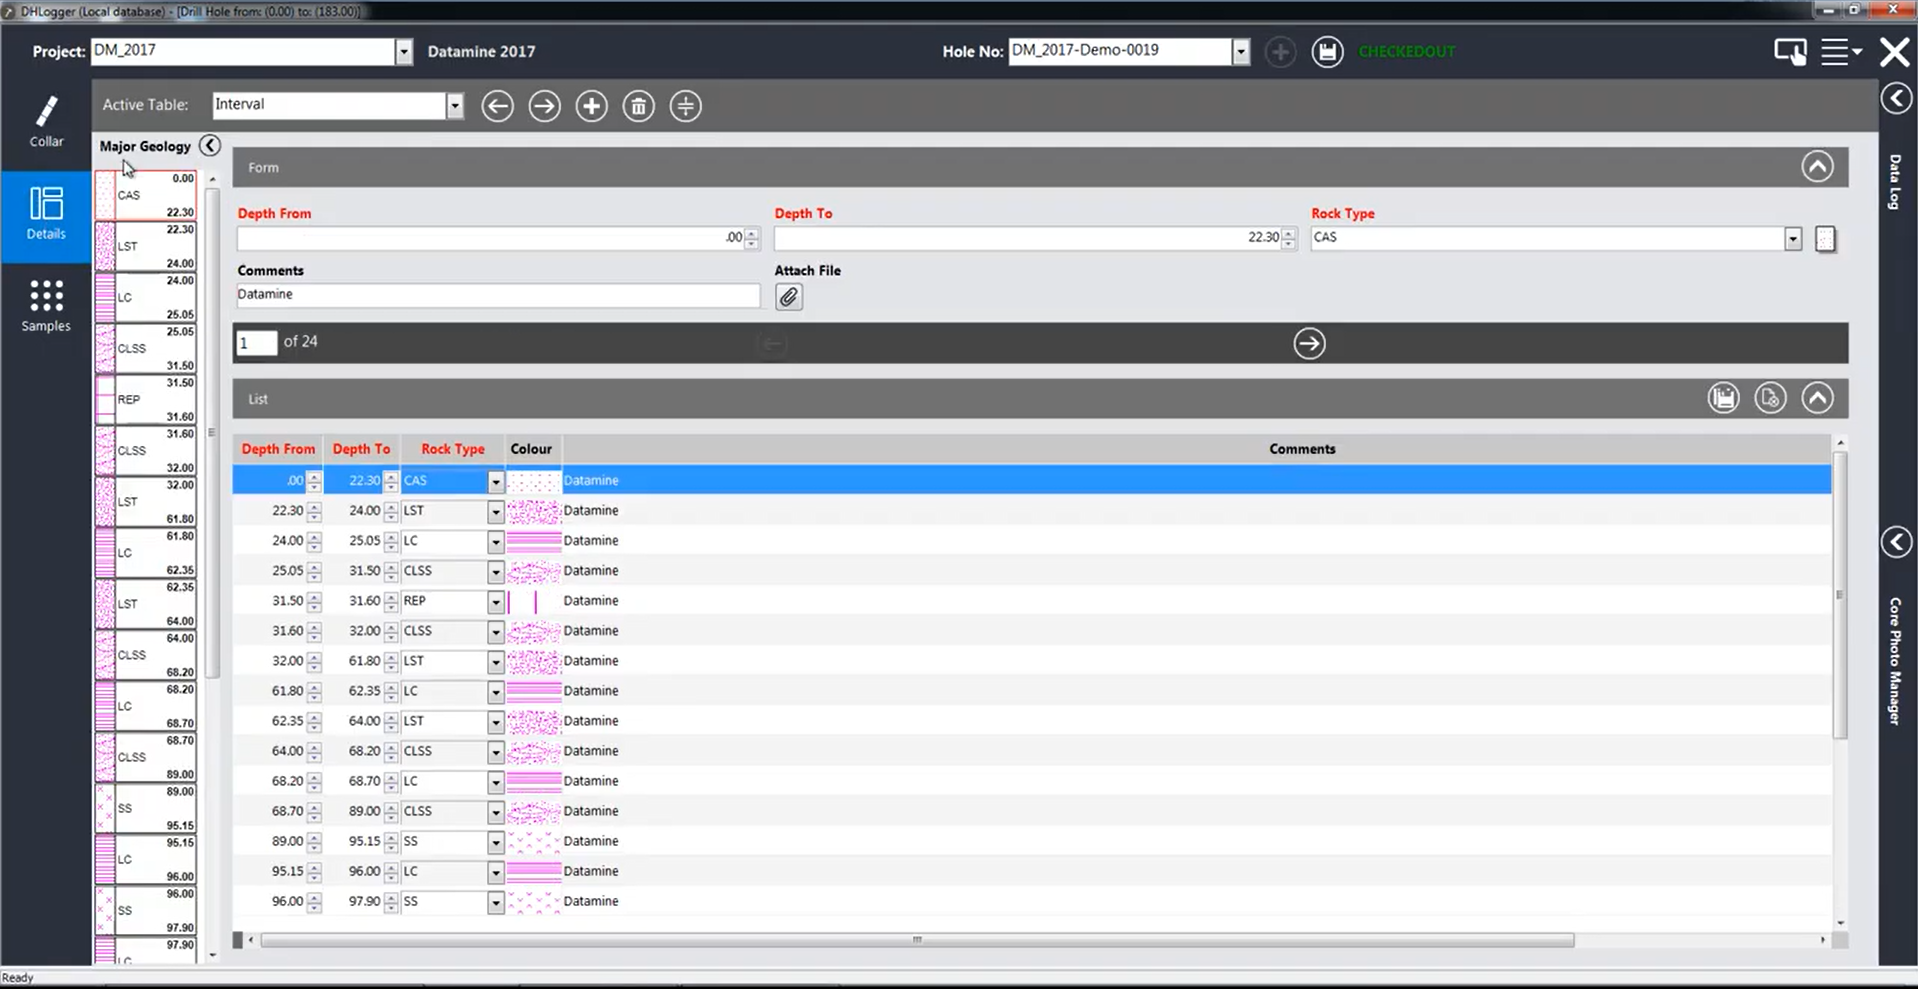 DHLogger (Local database) - [Drill Hole from: (0.00) to: (183.00)]
Project: DM_2017 Datamine 2017 Hole No: DM_2017-Demo-0019 CHECKEDOUT
Active Table: Interval
Collar
Details
Samples
Major Geology
0.00
CAS
22.30
22.30
LST
24.00
24.00
LC
25.05
25.05
CLSS
31.50
31.50
REP
31.60
31.60
CLSS
32.00
32.00
LST
61.80
61.80
LC
62.35
62.35
LST
64.00
64.00
CLSS
68.20
68.20
LC
68.70
68.70
CLSS
89.00
89.00
SS
95.15
95.15
LC
96.00
96.00
SS
97.90
97.90
LC
Form
Depth From Depth To Rock Type
.00 22.30 CAS
Comments Attach File
Datamine
1 of 24
List
Depth From Depth To Rock Type Colour Comments
.00 22.30 CAS Datamine
22.30 24.00 LST Datamine
24.00 25.05 LC Datamine
25.05 31.50 CLSS Datamine
31.50 31.60 REP Datamine
31.60 32.00 CLSS Datamine
32.00 61.80 LST Datamine
61.80 62.35 LC Datamine
62.35 64.00 LST Datamine
64.00 68.20 CLSS Datamine
68.20 68.70 LC Datamine
68.70 89.00 CLSS Datamine
89.00 95.15 SS Datamine
95.15 96.00 LC Datamine
96.00 97.90 SS Datamine
Data Log
Core Photo Manager
Ready